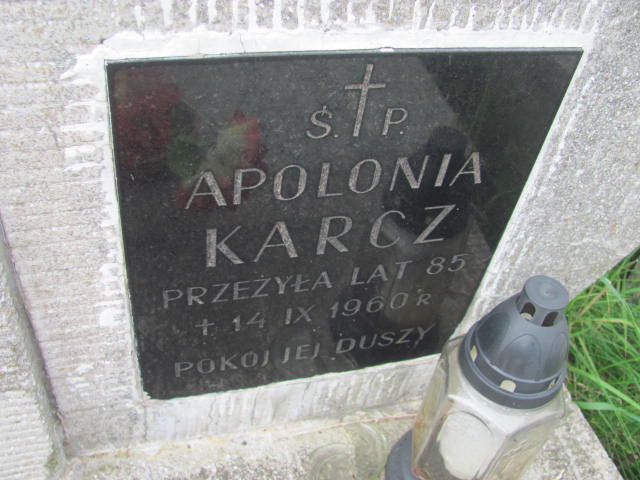 Ś. † P.
APOLONIA
KARCZ
PRZEŻYŁA LAT 85
† 14 IX 1960 R
POKÓJ JEJ DUSZY